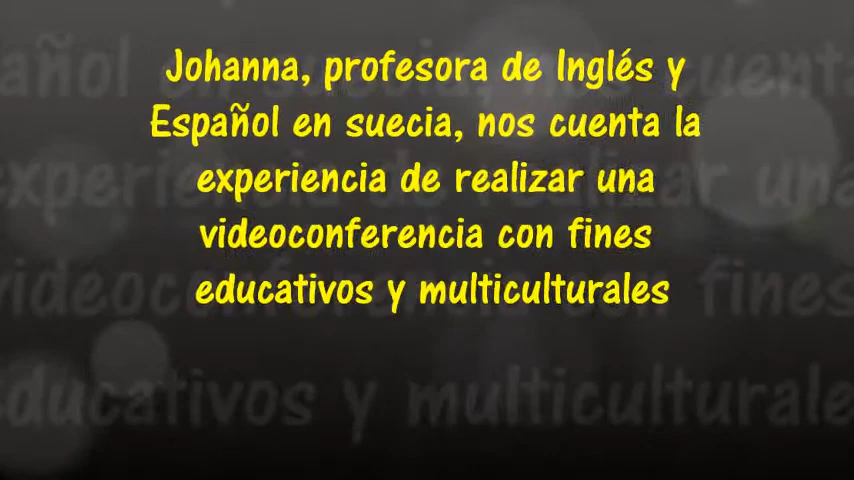 Johanna, profesora de Inglés y
Español en suecia, nos cuenta la
experiencia de realizar una
videoconferencia con fines
educativos y multiculturales